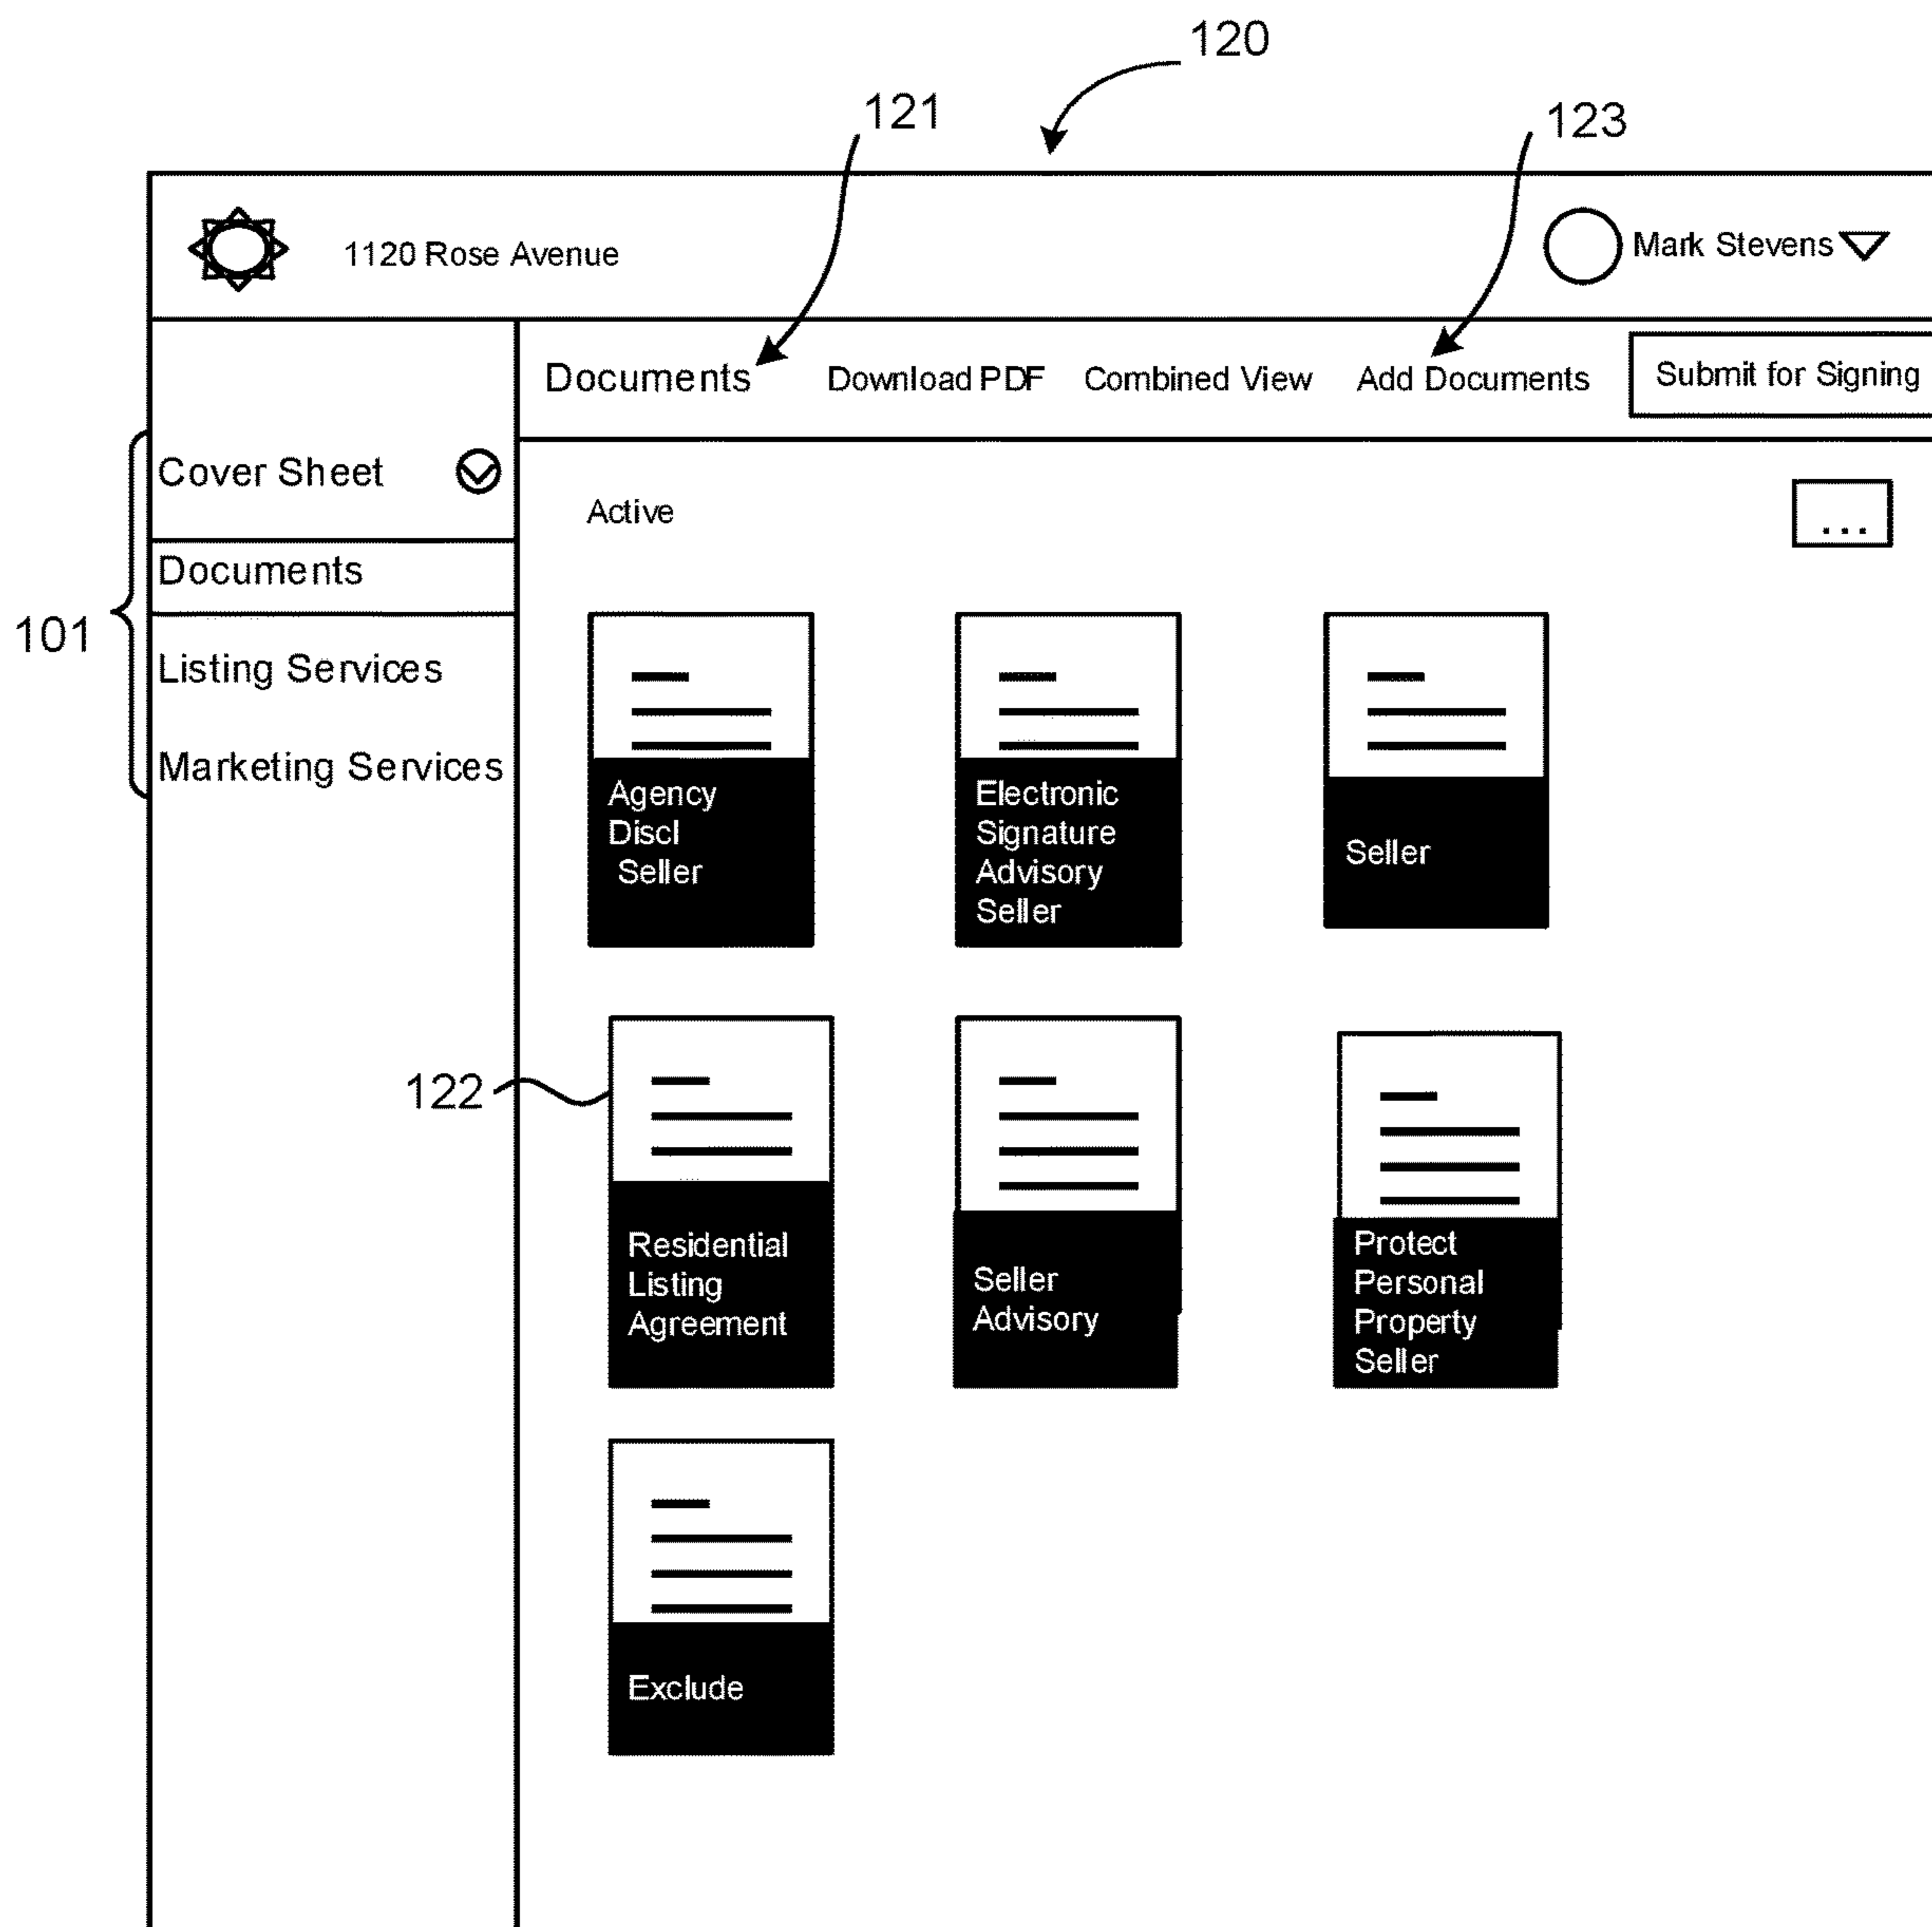 120
121
123
1120 Rose Avenue
Mark Stevens
Documents
Download PDF
Combined View
Add Documents
Submit for Signing
101
Cover Sheet
Documents
Listing Services
Marketing Services
Active
...
Agency
Discl
Seller
Electronic
Signature
Advisory
Seller
Seller
122
Residential
Listing
Agreement
Seller
Advisory
Protect
Personal
Property
Seller
Exclude